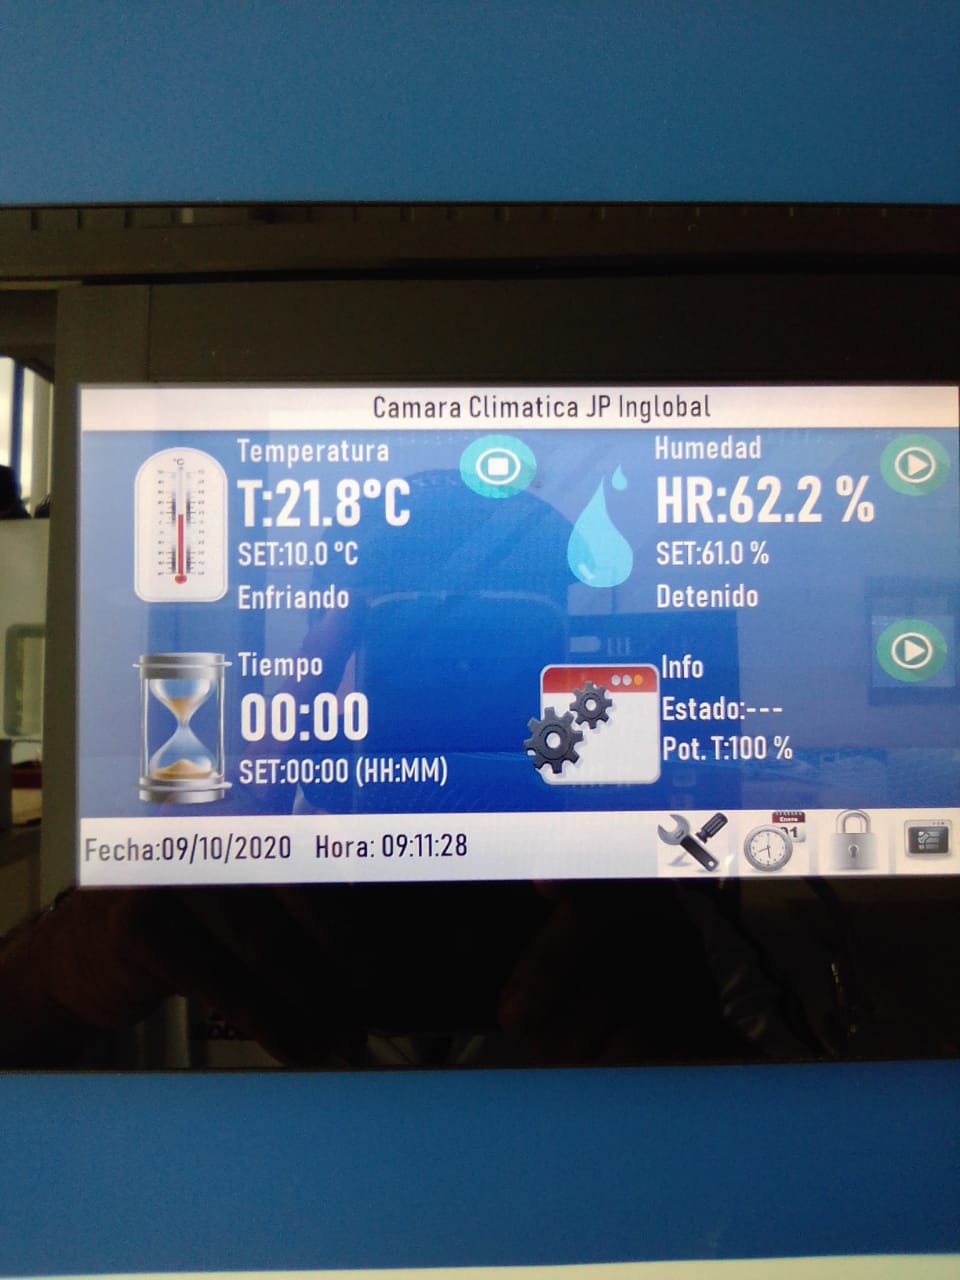 Camara Climatica JP Inglobal
Temperatura
T:21.8°C
SET:10.0 °C
Enfriando
Humedad
HR:62.2 %
SET:61.0 %
Detenido
Tiempo
00:00
SET:00:00 (HH:MM)
Info
Estado:---
Pot. T:100 %
Fecha:09/10/2020 Hora: 09:11:28
°C
Enero
31